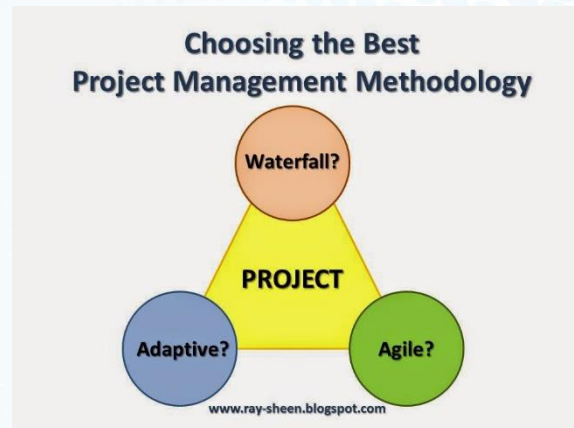 Choosing the Best
Project Management Methodology
Waterfall?
PROJECT
Adaptive?
Agile?
www.ray-sheen.blogspot.com